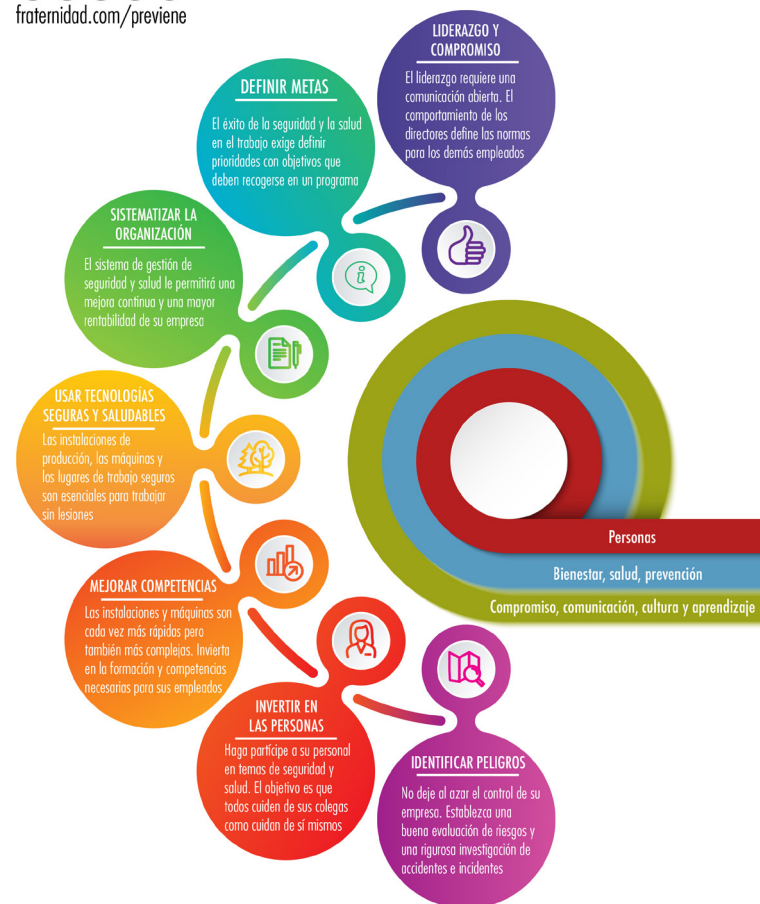 fraternidad.com/previene
LIDERAZGO Y
COMPROMISO
El liderazgo requiere una
comunicación abierta. El
comportamiento de los
directores define las normas
para los demás empleados
DEFINIR METAS
El éxito de la seguridad y la salud
en el trabajo exige definir
prioridades con objetivos que
deben recogerse en un programa
SISTEMATIZAR LA
ORGANIZACIÓN
El sistema de gestión de
seguridad y salud le permitirá una
mejora continua y una mayor
rentabilidad de su empresa
USAR TECNOLOGÍAS
SEGURAS Y SALUDABLES
Las instalaciones de
producción, las máquinas y
los lugares de trabajo seguros
son esenciales para trabajar
sin lesiones
MEJORAR COMPETENCIAS
Las instalaciones y máquinas son
cada vez más rápidas pero
también más complejas. Invierta
en la formación y competencias
necesarias para sus empleados
INVERTIR EN
LAS PERSONAS
Haga partícipe a su personal
en temas de seguridad y
salud. El objetivo es que
todos cuiden de sus colegas
como cuidan de sí mismos
IDENTIFICAR PELIGROS
No deje al azar el control de su
empresa. Establezca una
buena evaluación de riesgos y
una rigurosa investigación de
accidentes e incidentes
Personas
Bienestar, salud, prevención
Compromiso, comunicación, cultura y aprendizaje